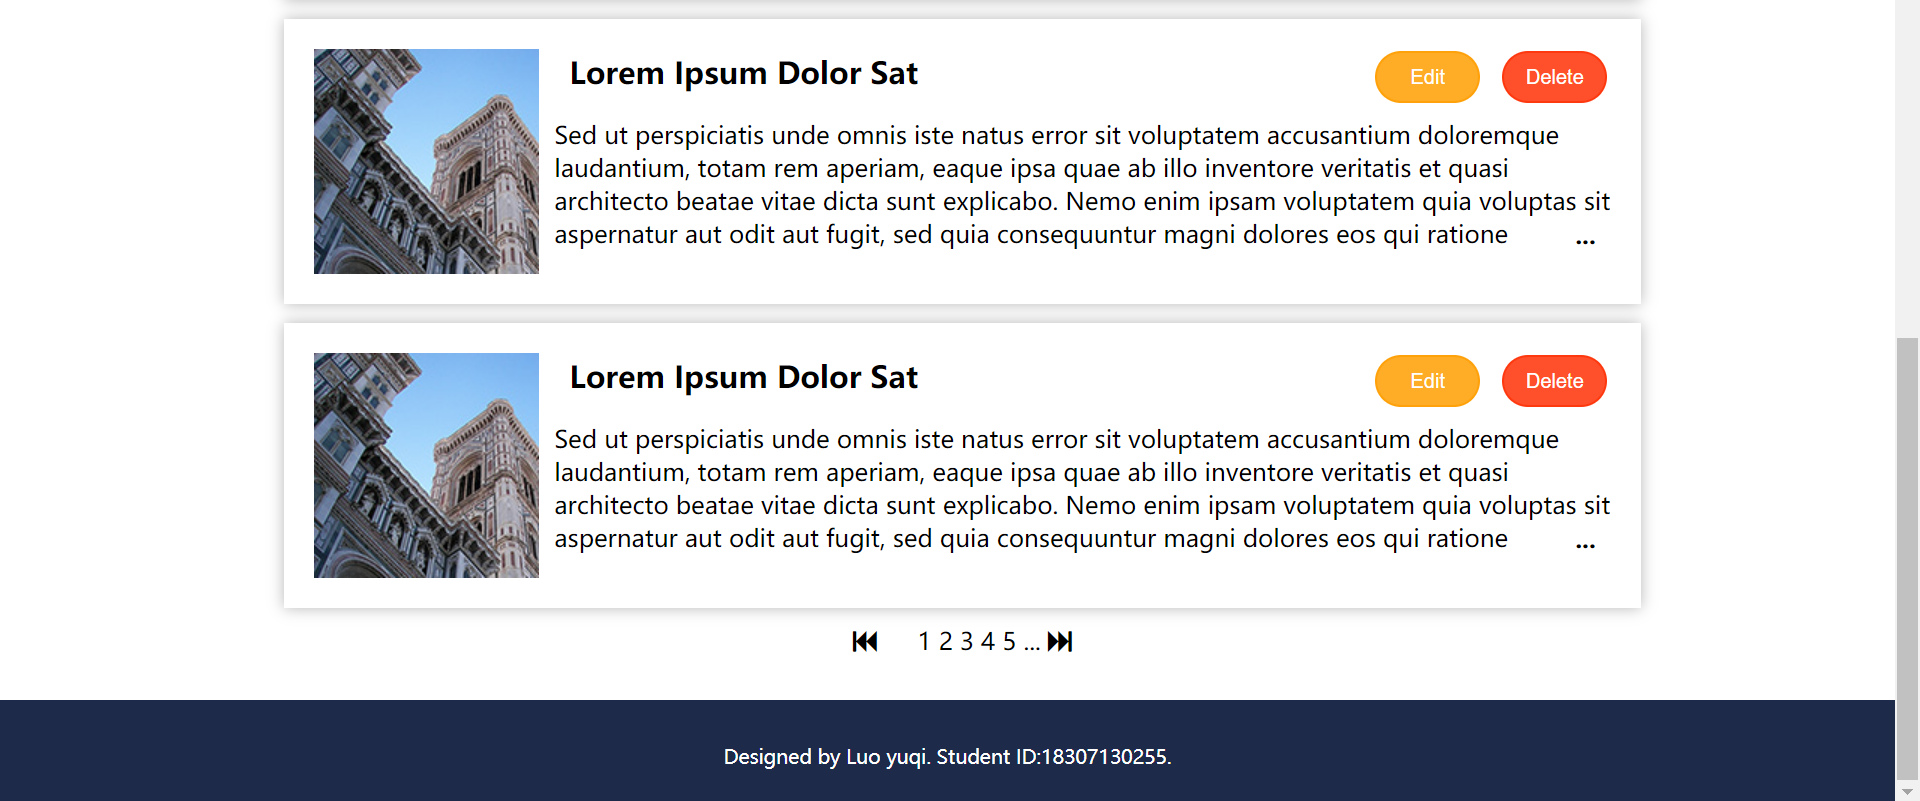 Lorem Ipsum Dolor Sat
Edit
Delete
Sed ut perspiciatis unde omnis iste natus error sit voluptatem accusantium doloremque
laudantium, totam rem aperiam, eaque ipsa quae ab illo inventore veritatis et quasi
architecto beatae vitae dicta sunt explicabo. Nemo enim ipsam voluptatem quia voluptas sit
aspernatur aut odit aut fugit, sed quia consequuntur magni dolores eos qui ratione ...
Lorem Ipsum Dolor Sat
Edit
Delete
Sed ut perspiciatis unde omnis iste natus error sit voluptatem accusantium doloremque
laudantium, totam rem aperiam, eaque ipsa quae ab illo inventore veritatis et quasi
architecto beatae vitae dicta sunt explicabo. Nemo enim ipsam voluptatem quia voluptas sit
aspernatur aut odit aut fugit, sed quia consequuntur magni dolores eos qui ratione ...
1 2 3 4 5 ...
Designed by Luo yuqi. Student ID:18307130255.